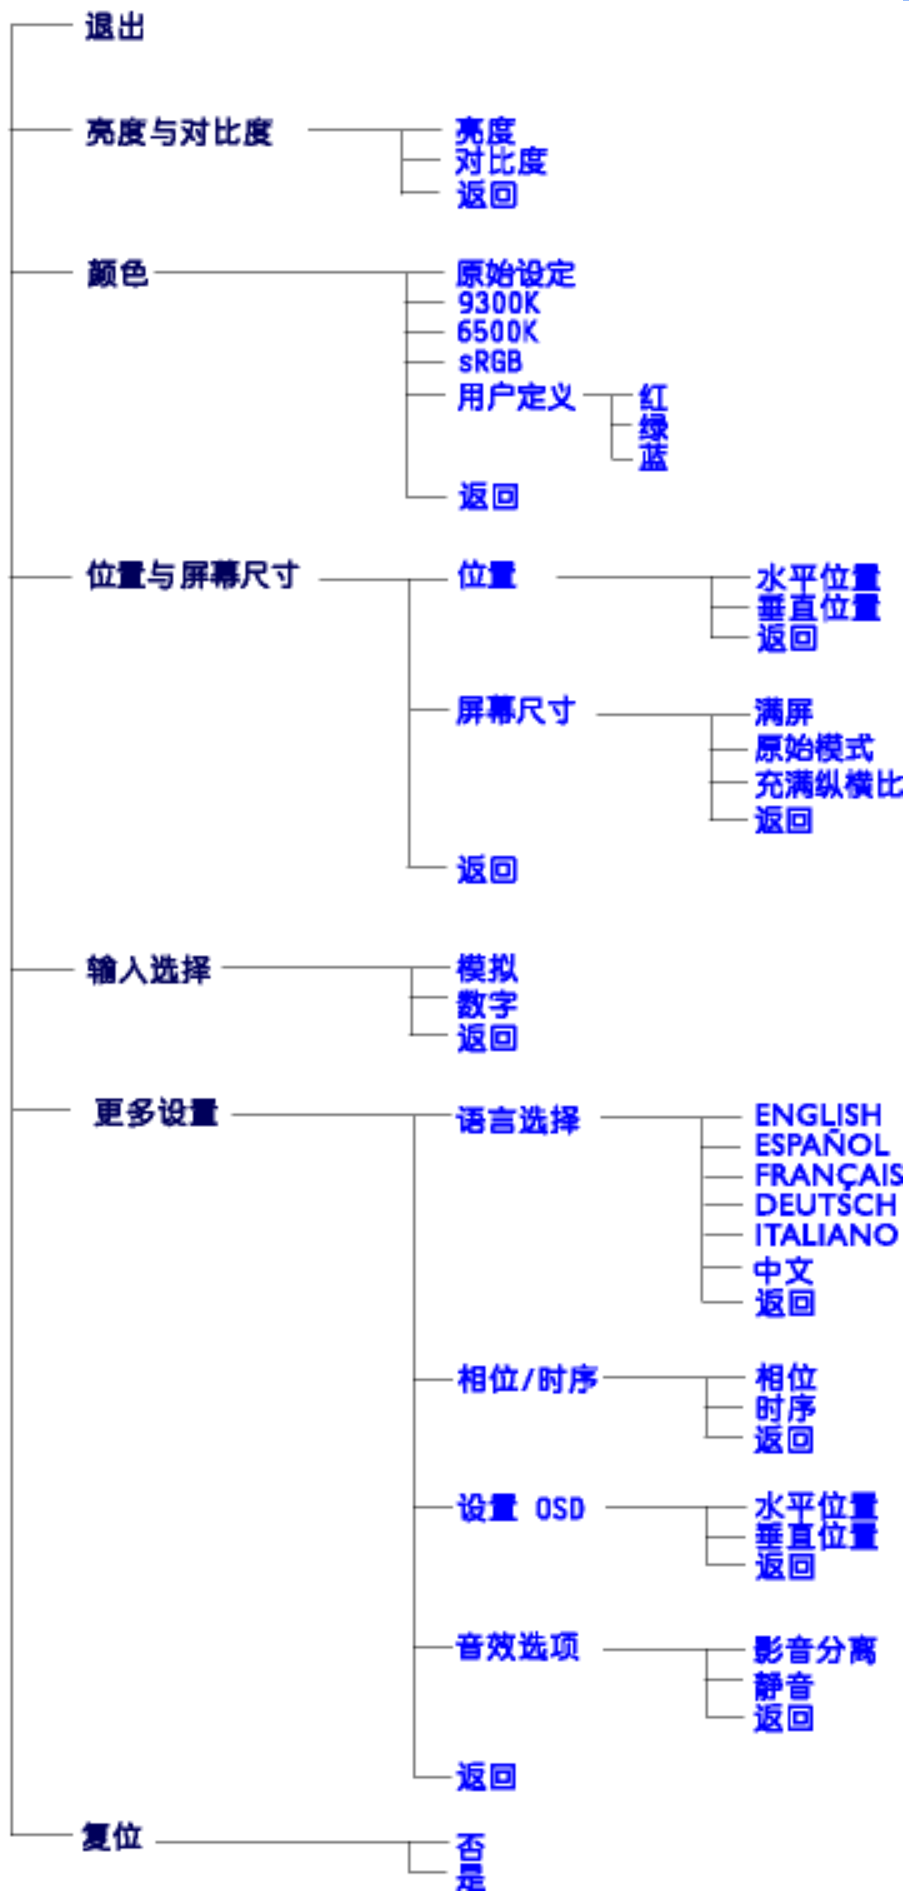 退出
亮度与对比度 亮度
对比度
返回
颜色 原始设定
9300K
6500K
sRGB
用户定义 红
绿
蓝
返回
位置与屏幕尺寸 位置 水平位置
垂直位置
返回
屏幕尺寸 满屏
原始模式
充满纵横比
返回
返回
输入选择 模拟
数字
返回
更多设置 语言选择 ENGLISH
ESPAÑOL
FRANÇAIS
DEUTSCH
ITALIANO
中文
返回
相位/时序 相位
时序
返回
设置 OSD 水平位置
垂直位置
返回
音效选项 影音分离
静音
返回
返回
复位 否
是